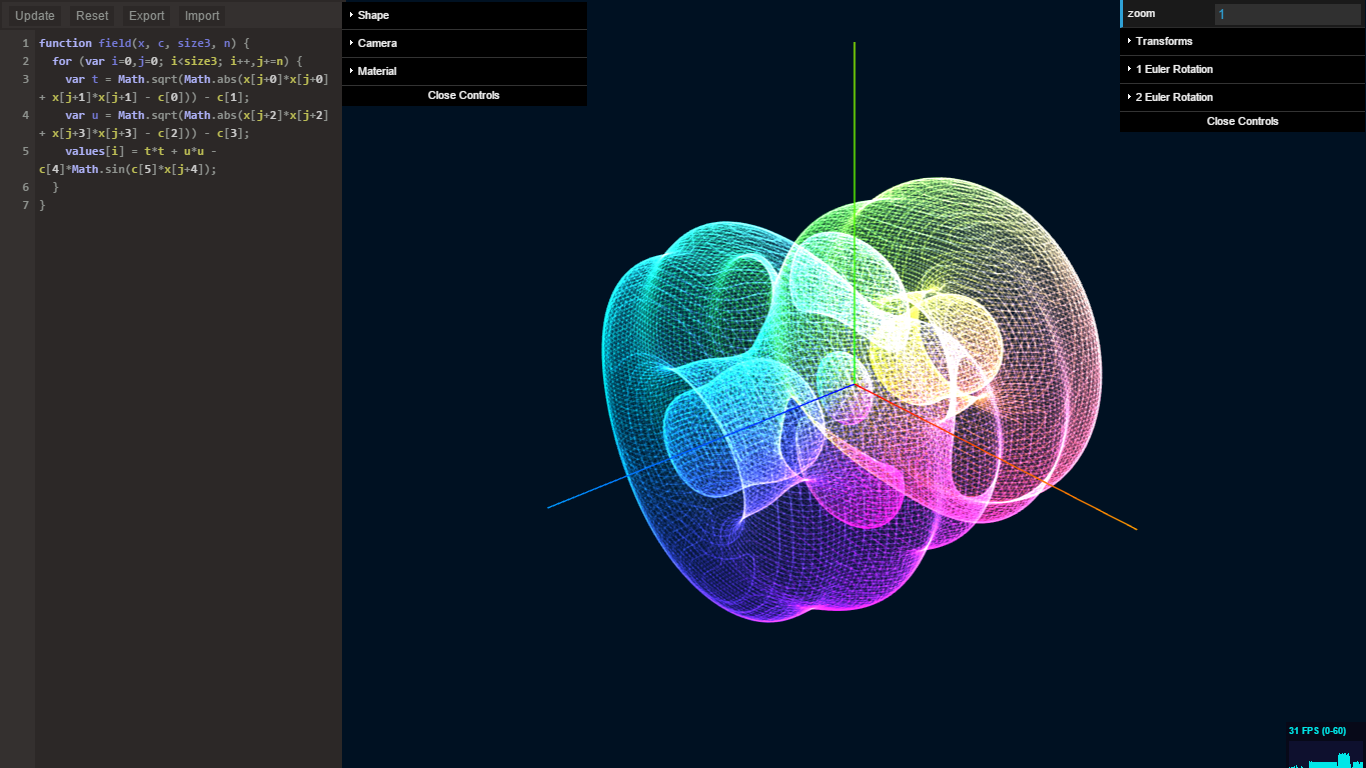 Update Reset Export Import
1 function field(x, c, size3, n) {
2 for (var i=0,j=0; i<size3; i++,j+=n) {
3 var t = Math.sqrt(Math.abs(x[j+0]*x[j+0]
+ x[j+1]*x[j+1] - c[0])) - c[1];
4 var u = Math.sqrt(Math.abs(x[j+2]*x[j+2]
+ x[j+3]*x[j+3] - c[2])) - c[3];
5 values[i] = t*t + u*u -
c[4]*Math.sin(c[5]*x[j+4]);
6 }
7 }
Shape
Camera
Material
Close Controls
zoom 1
Transforms
1 Euler Rotation
2 Euler Rotation
Close Controls
31 FPS (0-60)